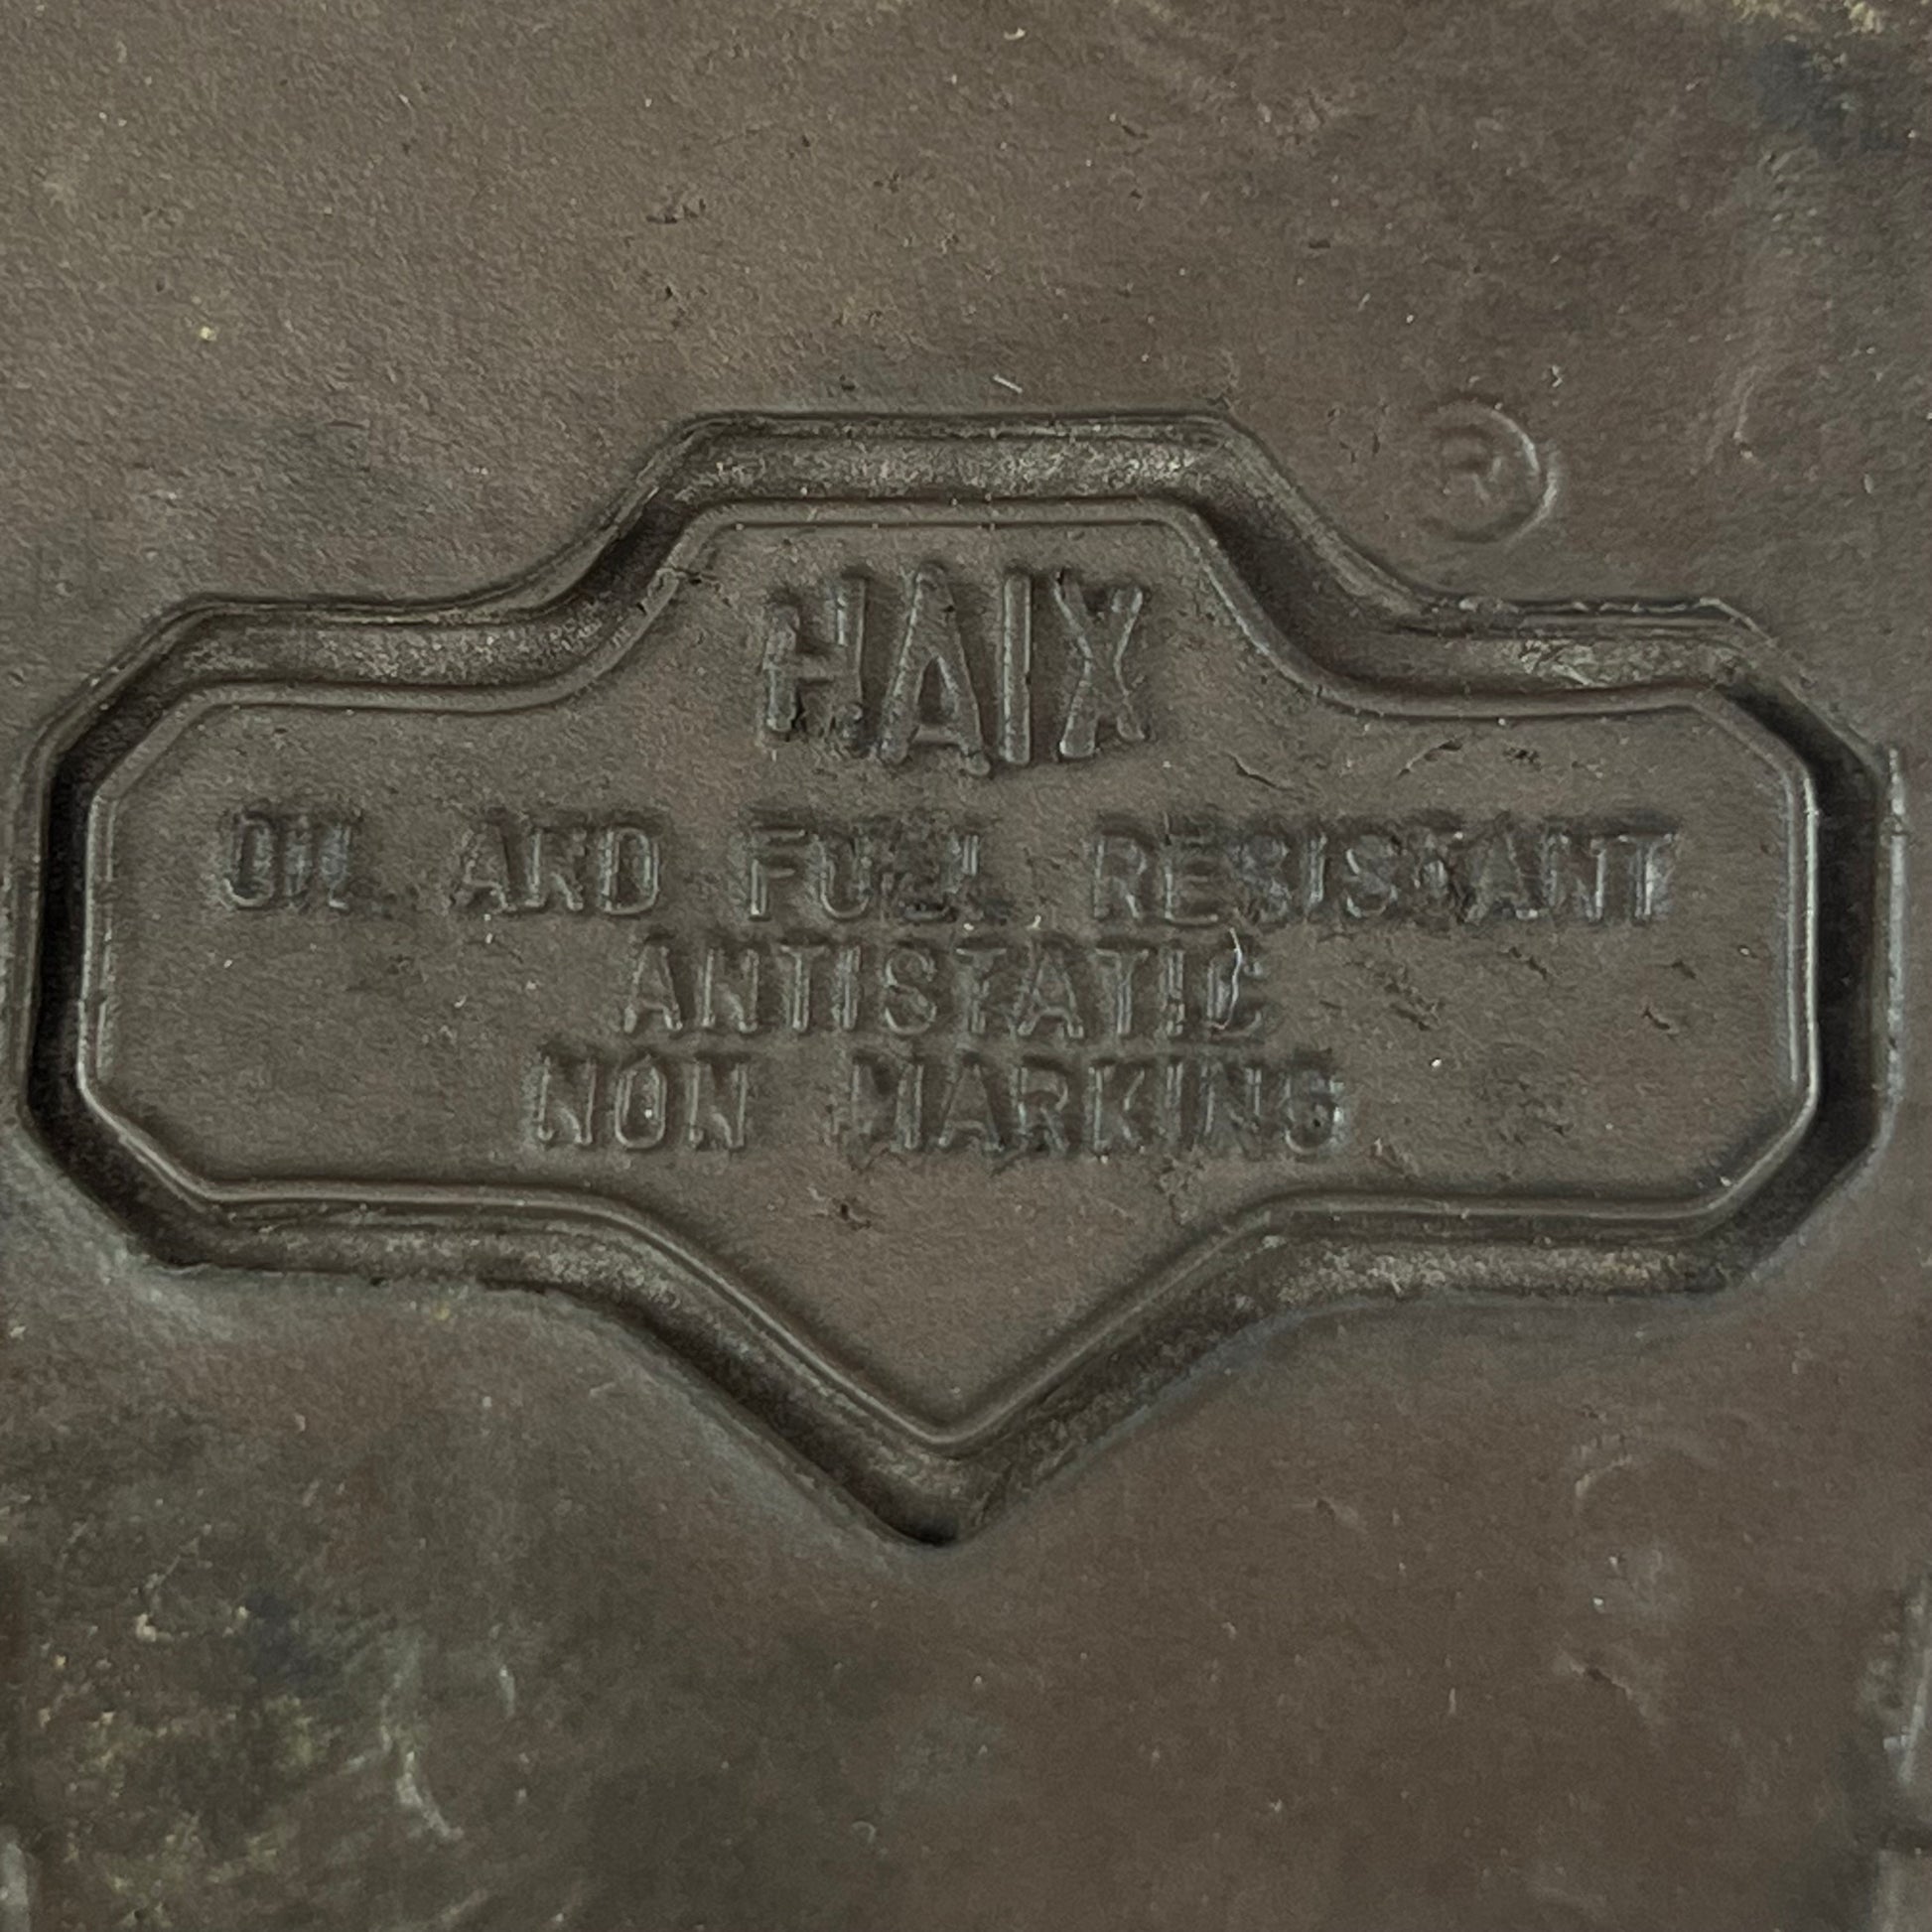 ®
HAIX
OIL AND FUEL RESISTANT
ANTISTATIC
NON MARKING